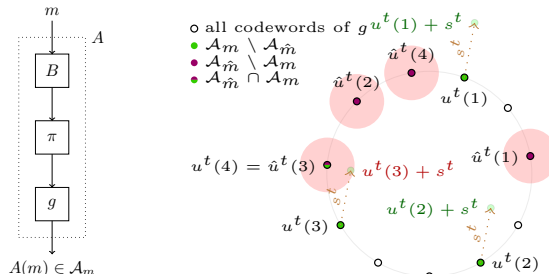 m
A
B
π
g
A(m) ∈ 𝒜_m
all codewords of g
𝒜_m \ 𝒜_m̂
𝒜_m̂ \ 𝒜_m
𝒜_m̂ ∩ 𝒜_m
u^t(1) + s^t
s^t
û^t(4)
û^t(2)
u^t(1)
û^t(1)
u^t(4) = û^t(3)
u^t(3) + s^t
s^t
u^t(2) + s^t
s^t
u^t(3)
u^t(2)